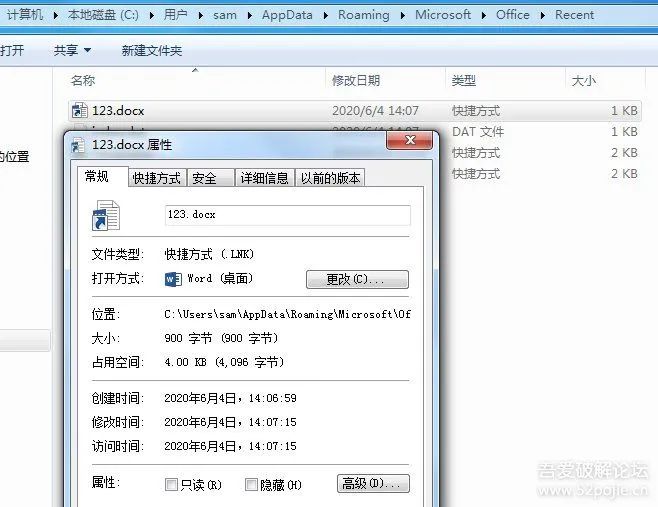 计算机 ▸ 本地磁盘 (C:) ▸ 用户 ▸ sam ▸ AppData ▸ Roaming ▸ Microsoft ▸ Office ▸ Recent
打开 共享 新建文件夹
名称 修改日期 类型 大小
123.docx 2020/6/4 14:07 快捷方式 1 KB
2020/6/4 14:07 DAT 文件 1 KB
快捷方式 2 KB
快捷方式 2 KB
的位置
123.docx 属性
常规 快捷方式 安全 详细信息 以前的版本
123.docx
文件类型: 快捷方式 (.LNK)
打开方式: Word (桌面) 更改(C)...
位置: C:\Users\sam\AppData\Roaming\Microsoft\Of
大小: 900 字节 (900 字节)
占用空间: 4.00 KB (4,096 字节)
创建时间: 2020年6月4日, 14:06:59
修改时间: 2020年6月4日, 14:07:15
访问时间: 2020年6月4日, 14:07:15
属性: 只读(R) 隐藏(H) 高级(D)...
吾爱破解论坛
www.52pojie.cn